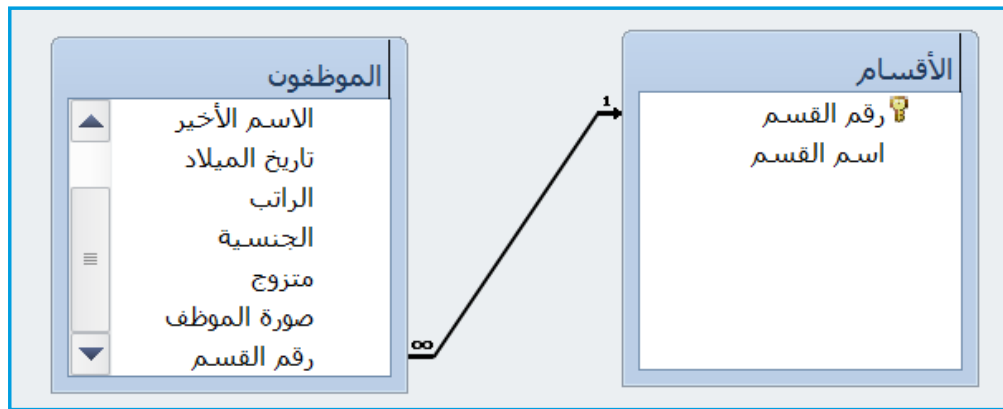 الأقسام
رقم القسم
اسم القسم
1
الموظفون
الاسم الأخير
تاريخ الميلاد
الراتب
الجنسية
متزوج
صورة الموظف
رقم القسم
∞